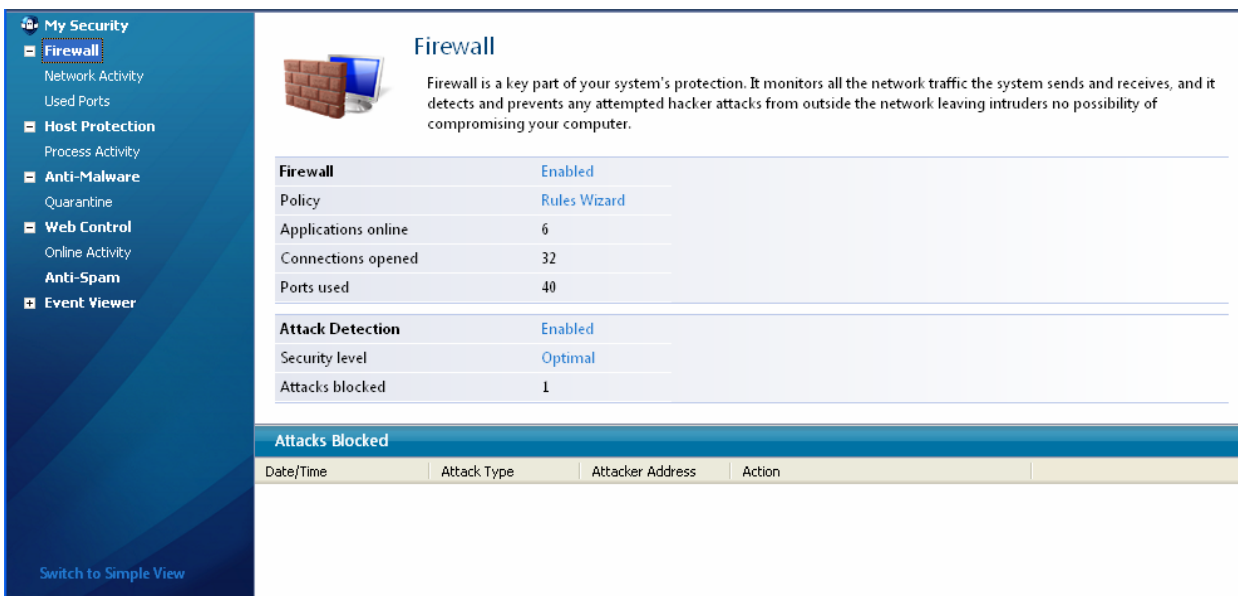 My Security
Firewall
Network Activity
Used Ports
Host Protection
Process Activity
Anti-Malware
Quarantine
Web Control
Online Activity
Anti-Spam
Event Viewer
Switch to Simple View
Firewall
Firewall is a key part of your system's protection. It monitors all the network traffic the system sends and receives, and it
detects and prevents any attempted hacker attacks from outside the network leaving intruders no possibility of
compromising your computer.
Firewall Enabled
Policy Rules Wizard
Applications online 6
Connections opened 32
Ports used 40
Attack Detection Enabled
Security level Optimal
Attacks blocked 1
Attacks Blocked
Date/Time Attack Type Attacker Address Action